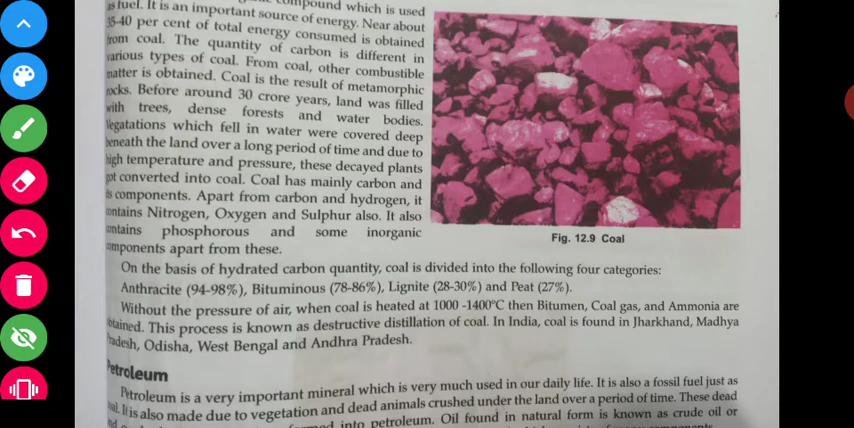 compound which is used
as fuel. It is an important source of energy. Near about
35-40 per cent of total energy consumed is obtained
from coal. The quantity of carbon is different in
various types of coal. From coal, other combustible
matter is obtained. Coal is the result of metamorphic
rocks. Before around 30 crore years, land was filled
with trees, dense forests and water bodies.
Vegatations which fell in water were covered deep
beneath the land over a long period of time and due to
high temperature and pressure, these decayed plants
got converted into coal. Coal has mainly carbon and
its components. Apart from carbon and hydrogen, it
contains Nitrogen, Oxygen and Sulphur also. It also
contains phosphorous and some inorganic
components apart from these.
Fig. 12.9 Coal
On the basis of hydrated carbon quantity, coal is divided into the following four categories:
Anthracite (94-98%), Bituminous (78-86%), Lignite (28-30%) and Peat (27%).
Without the pressure of air, when coal is heated at 1000 -1400°C then Bitumen, Coal gas, and Ammonia are
obtained. This process is known as destructive distillation of coal. In India, coal is found in Jharkhand, Madhya
Pradesh, Odisha, West Bengal and Andhra Pradesh.
Petroleum
Petroleum is a very important mineral which is very much used in our daily life. It is also a fossil fuel just as
coal. It is also made due to vegetation and dead animals crushed under the land over a period of time. These dead
into petroleum. Oil found in natural form is known as crude oil or